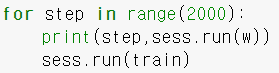 for step in range(2000):
    print(step,sess.run(w))
    sess.run(train)